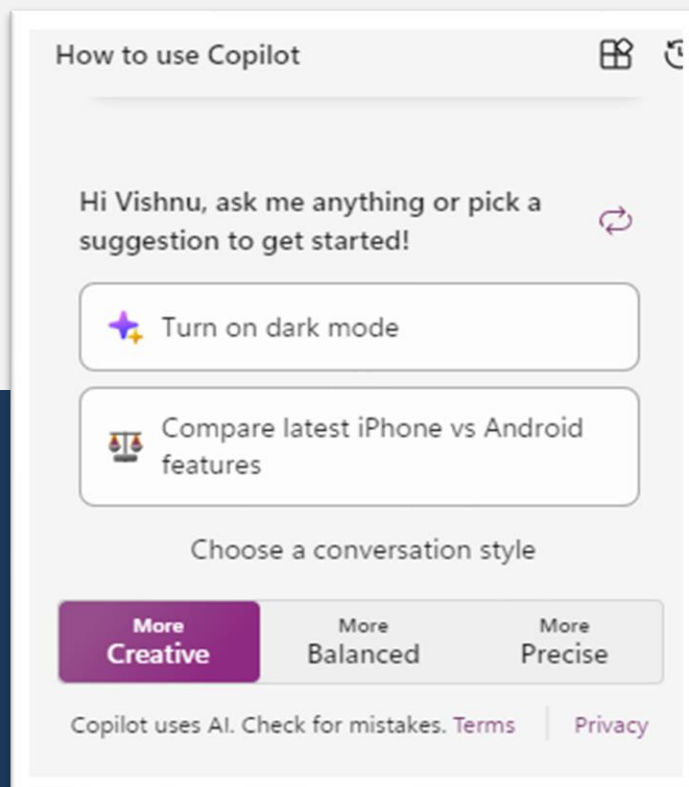 How to use Copilot
Hi Vishnu, ask me anything or pick a
suggestion to get started!
Turn on dark mode
Compare latest iPhone vs Android
features
Choose a conversation style
More
Creative
More
Balanced
More
Precise
Copilot uses AI. Check for mistakes. Terms Privacy